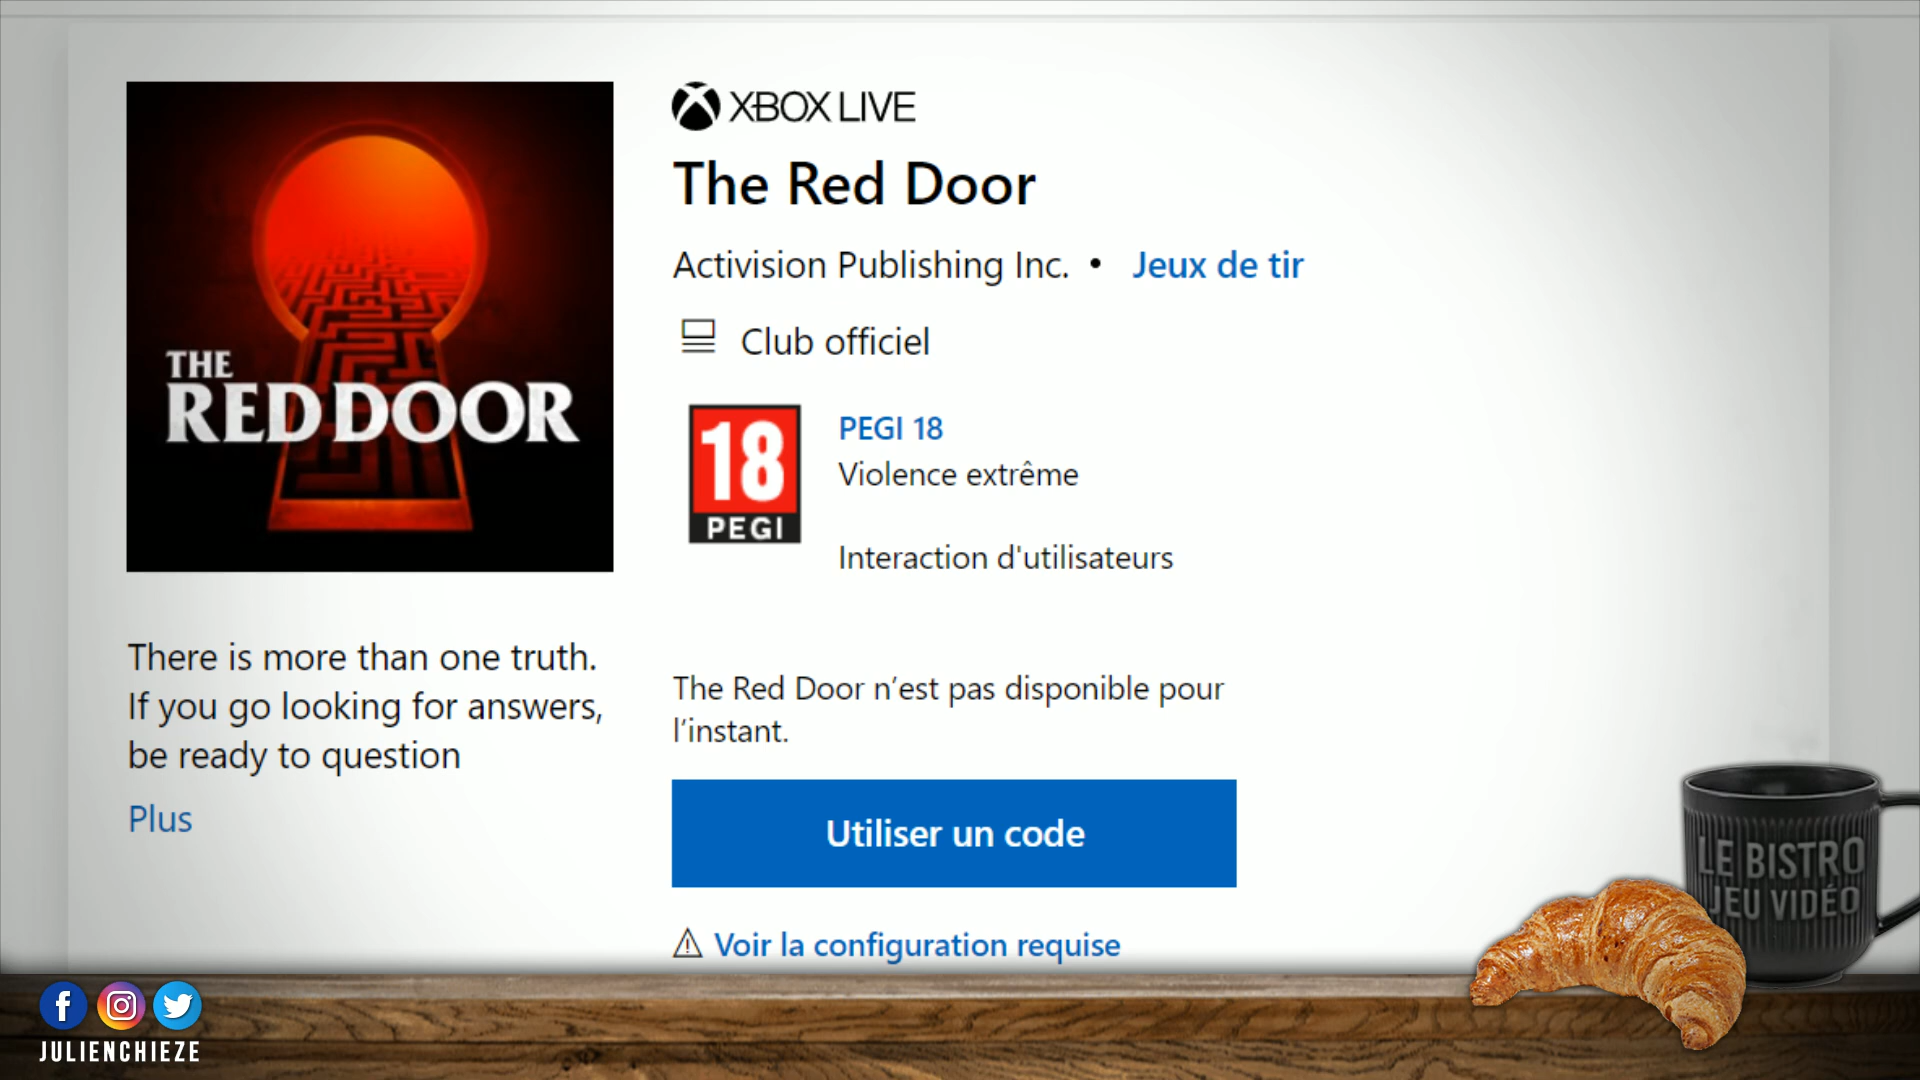 THE
RED DOOR
There is more than one truth.
If you go looking for answers,
be ready to question
Plus
XBOX LIVE
The Red Door
Activision Publishing Inc. • Jeux de tir
Club officiel
18
PEGI
PEGI 18
Violence extrême
Interaction d'utilisateurs
The Red Door n’est pas disponible pour
l’instant.
Utiliser un code
Voir la configuration requise
LE BISTRO
JEU VIDÉO
JULIENCHIEZE